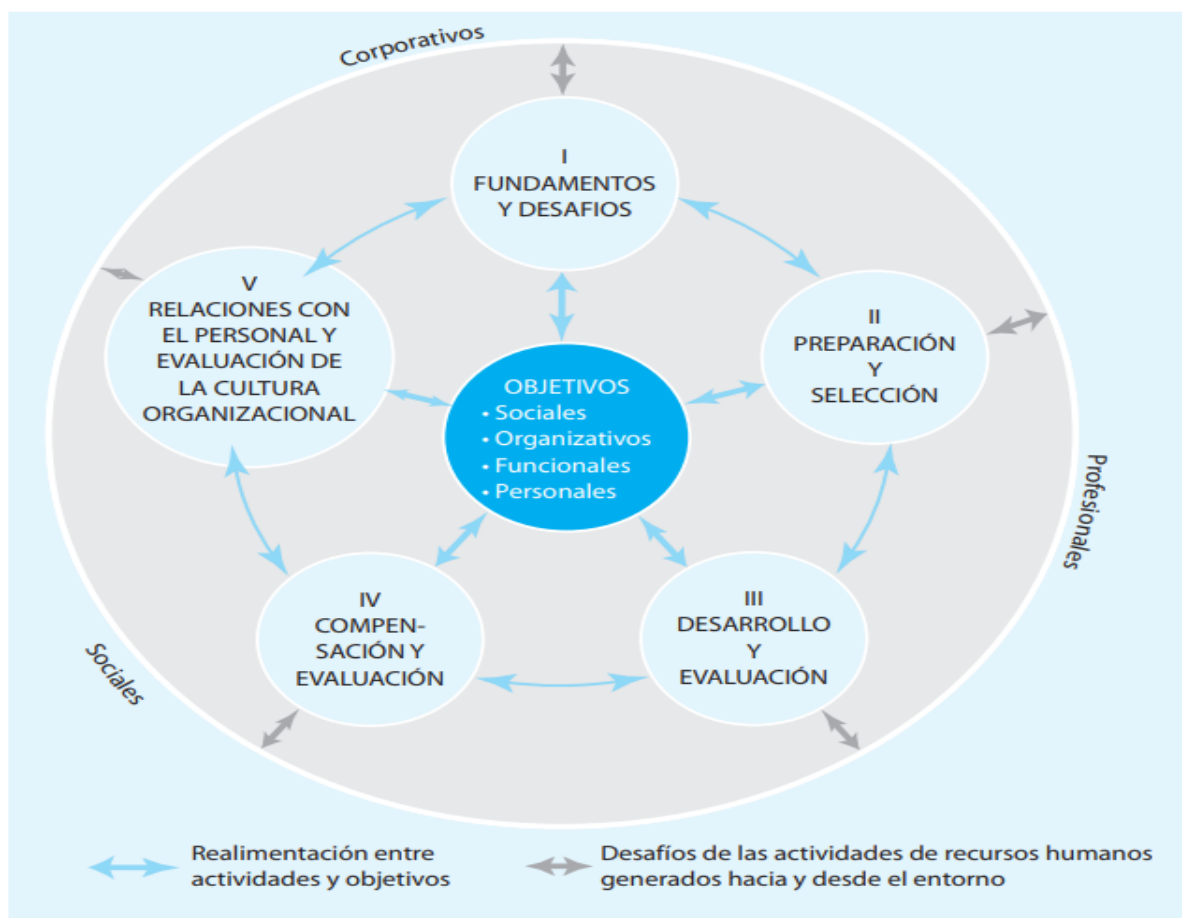 Corporativos
I
FUNDAMENTOS
Y DESAFIOS
II
PREPARACIÓN
Y
SELECCIÓN
III
DESARROLLO
Y
EVALUACIÓN
IV
COMPEN-
SACIÓN Y
EVALUACIÓN
V
RELACIONES CON
EL PERSONAL Y
EVALUACIÓN DE
LA CULTURA
ORGANIZACIONAL
OBJETIVOS
• Sociales
• Organizativos
• Funcionales
• Personales
Profesionales
Sociales
Realimentación entre
actividades y objetivos
Desafíos de las actividades de recursos humanos
generados hacia y desde el entorno